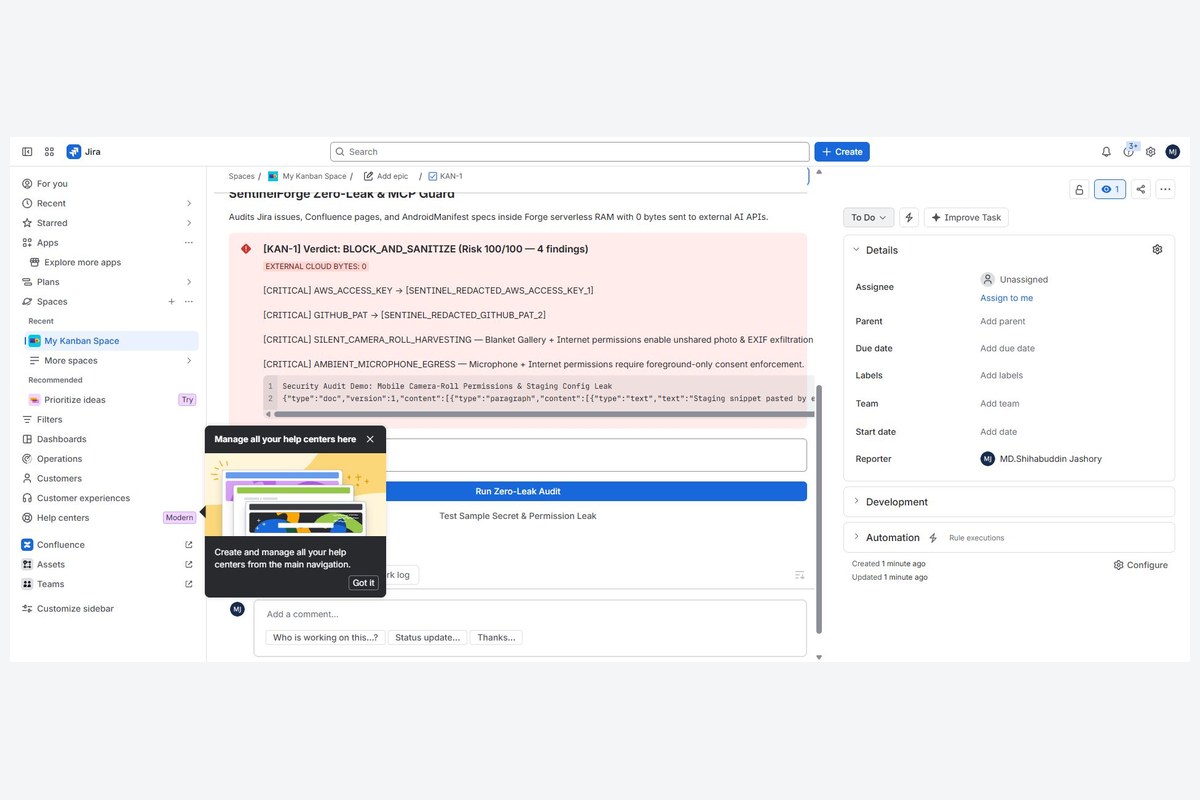 Jira
Search
+ Create
3+
MJ
For you
Recent
Starred
Apps
Explore more apps
Plans
Spaces
Recent
My Kanban Space
More spaces
Recommended
Prioritize ideas
Try
Filters
Dashboards
Operations
Customers
Customer experiences
Help centers
Modern
Confluence
Assets
Teams
Customize sidebar
Spaces / My Kanban Space / Add epic / KAN-1
SentinelForge Zero-Leak & MCP Guard
Audits Jira issues, Confluence pages, and AndroidManifest specs inside Forge serverless RAM with 0 bytes sent to external AI APIs.
[KAN-1] Verdict: BLOCK_AND_SANITIZE (Risk 100/100 — 4 findings)
EXTERNAL CLOUD BYTES: 0
[CRITICAL] AWS_ACCESS_KEY → [SENTINEL_REDACTED_AWS_ACCESS_KEY_1]
[CRITICAL] GITHUB_PAT → [SENTINEL_REDACTED_GITHUB_PAT_2]
[CRITICAL] SILENT_CAMERA_ROLL_HARVESTING — Blanket Gallery + Internet permissions enable unshared photo & EXIF exfiltration
[CRITICAL] AMBIENT_MICROPHONE_EGRESS — Microphone + Internet permissions require foreground-only consent enforcement.
1 Security Audit Demo: Mobile Camera-Roll Permissions & Staging Config Leak
2 {"type":"doc","version":1,"content":[{"type":"paragraph","content":[{"type":"text","text":"Staging snippet pasted by e
Manage all your help centers here
Create and manage all your help
centers from the main navigation.
Got it
Run Zero-Leak Audit
Test Sample Secret & Permission Leak
rk log
MJ
Add a comment...
Who is working on this...?
Status update...
Thanks...
1
To Do
Improve Task
Details
Assignee
Unassigned
Assign to me
Parent
Add parent
Due date
Add due date
Labels
Add labels
Team
Add team
Start date
Add date
Reporter
MJ
MD.Shihabuddin Jashory
Development
Automation
Rule executions
Created 1 minute ago
Updated 1 minute ago
Configure